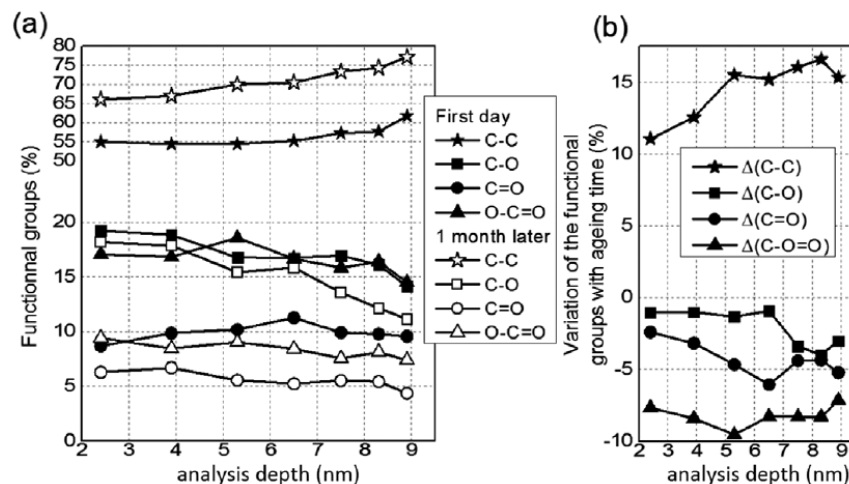 (a)
80
75
70
65
60
55
50
20
15
10
5
0
Functionnal groups (%)
2 3 4 5 6 7 8 9
analysis depth (nm)
First day
C-C
C-O
C=O
O-C=O
1 month later
C-C
C-O
C=O
O-C=O
(b)
15
10
5
0
-5
-10
Variation of the functional
groups with ageing time (%)
Δ(C-C)
Δ(C-O)
Δ(C=O)
Δ(C-O=O)
2 3 4 5 6 7 8 9
analysis depth (nm)